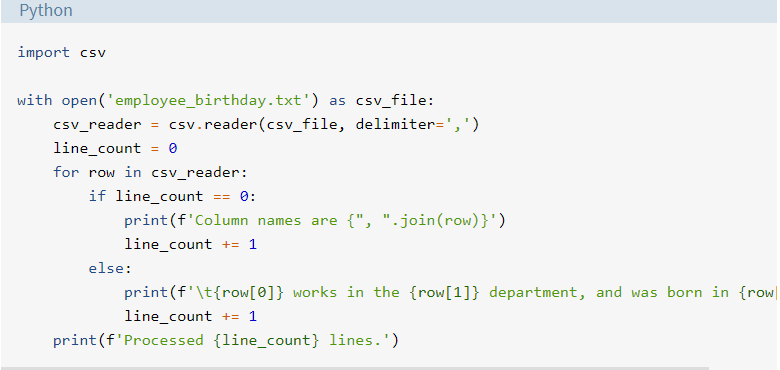 Python
import csv
with open('employee_birthday.txt') as csv_file:
    csv_reader = csv.reader(csv_file, delimiter=',')
    line_count = 0
    for row in csv_reader:
        if line_count == 0:
            print(f'Column names are {", ".join(row)}')
            line_count += 1
        else:
            print(f'\t{row[0]} works in the {row[1]} department, and was born in {row[
            line_count += 1
    print(f'Processed {line_count} lines.')